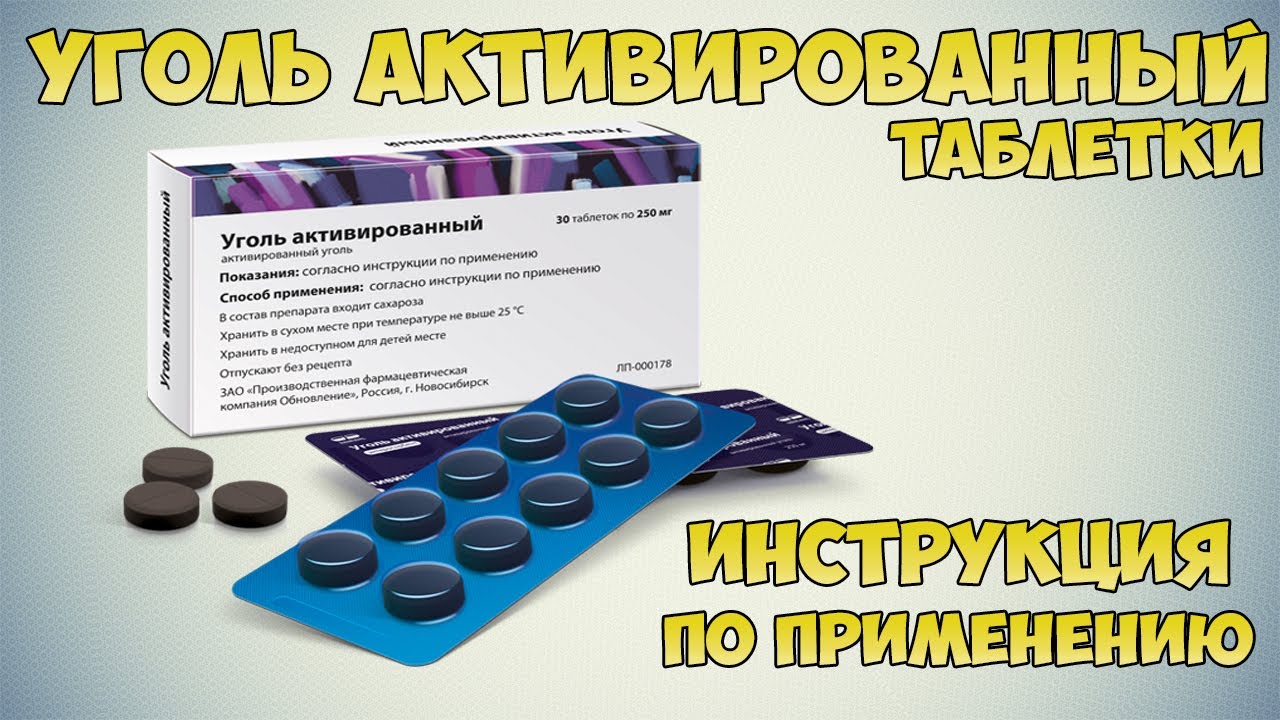 УГОЛЬ АКТИВИРОВАННЫЙ
ТАБЛЕТКИ
Уголь активированный
Уголь активированный
Уголь активированный
30 таблеток по 250 мг
активированный уголь
Показания: согласно инструкции по применению
Способ применения: согласно инструкции по применению
В состав препарата входит сахароза
Хранить в сухом месте при температуре не выше 25 °С
Хранить в недоступном для детей месте
Отпускают без рецепта
ЛП-000178
ЗАО «Производственная фармацевтическая
компания Обновление», Россия, г. Новосибирск
Уголь активированный
ИНСТРУКЦИЯ
ПО ПРИМЕНЕНИЮ